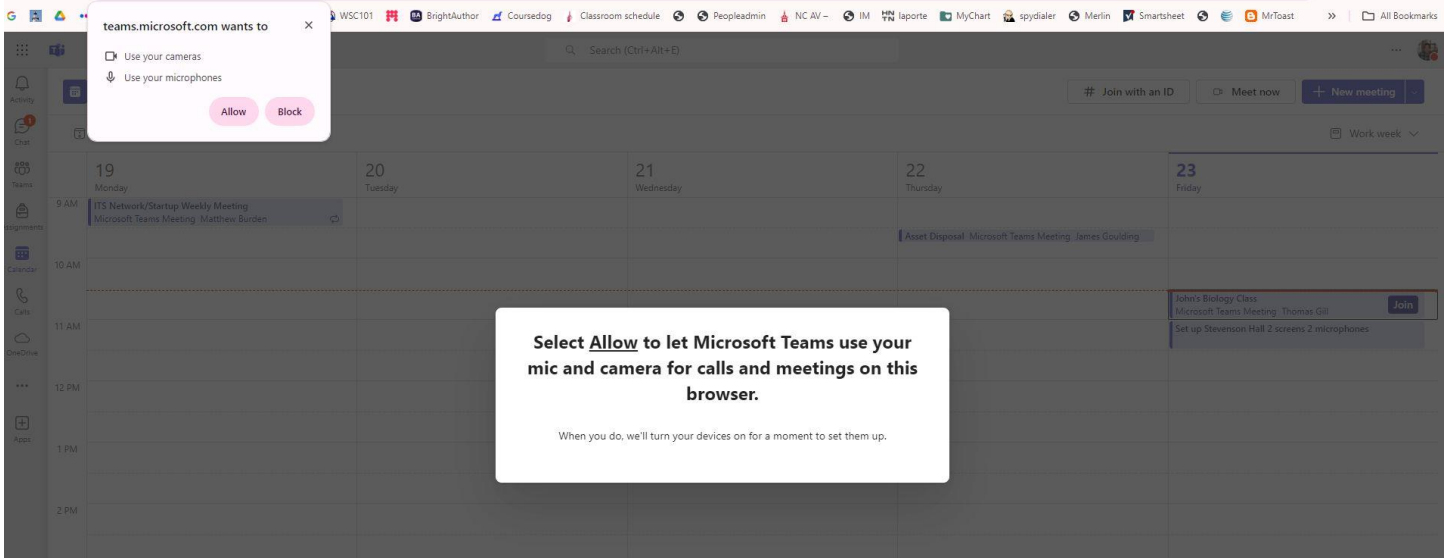 WSC101 BrightAuthor Coursedog Classroom schedule Peopleadmin NC AV – IM laporte MyChart spydialer Merlin Smartsheet MrToast » All Bookmarks
teams.microsoft.com wants to
Use your cameras
Use your microphones
Allow Block
Search (Ctrl+Alt+E)
Activity
Chat
1
Teams
Calendar
Calls
OneDrive
Apps
# Join with an ID
Meet now
+ New meeting
Work week
19
Monday
20
Tuesday
21
Wednesday
22
Thursday
23
Friday
9 AM
ITS Network/Startup Weekly Meeting
Microsoft Teams Meeting Matthew Burden
Asset Disposal Microsoft Teams Meeting James Goulding
10 AM
John's Biology Class
Microsoft Teams Meeting Thomas Gill
Join
11 AM
Set up Stevenson Hall 2 screens 2 microphones
12 PM
1 PM
2 PM
Select Allow to let Microsoft Teams use your
mic and camera for calls and meetings on this
browser.
When you do, we'll turn your devices on for a moment to set them up.